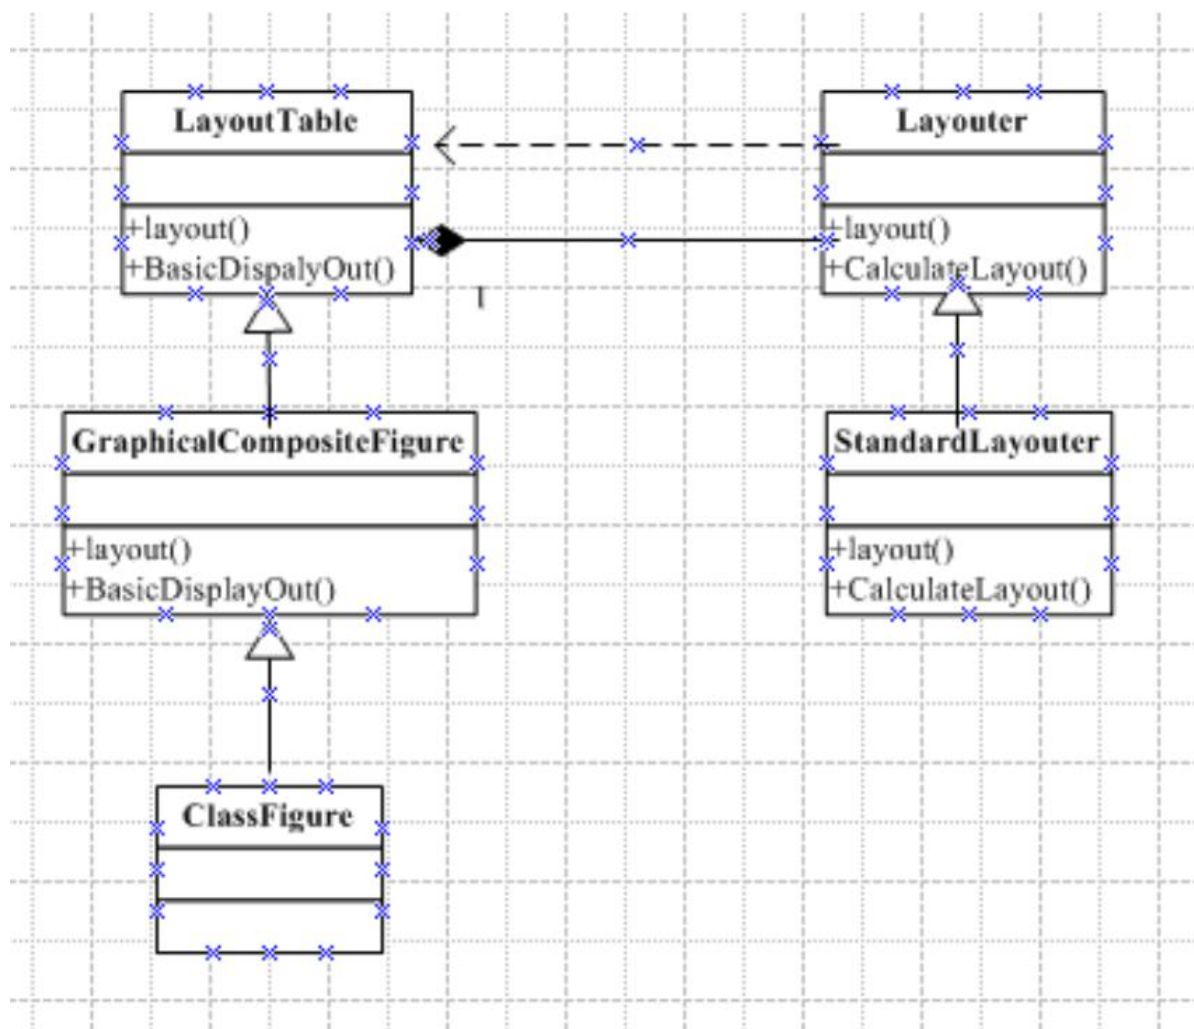 LayoutTable
+layout()
+BasicDispalyOut()
Layouter
+layout()
+CalculateLayout()
1
GraphicalCompositeFigure
+layout()
+BasicDisplayOut()
StandardLayouter
+layout()
+CalculateLayout()
ClassFigure